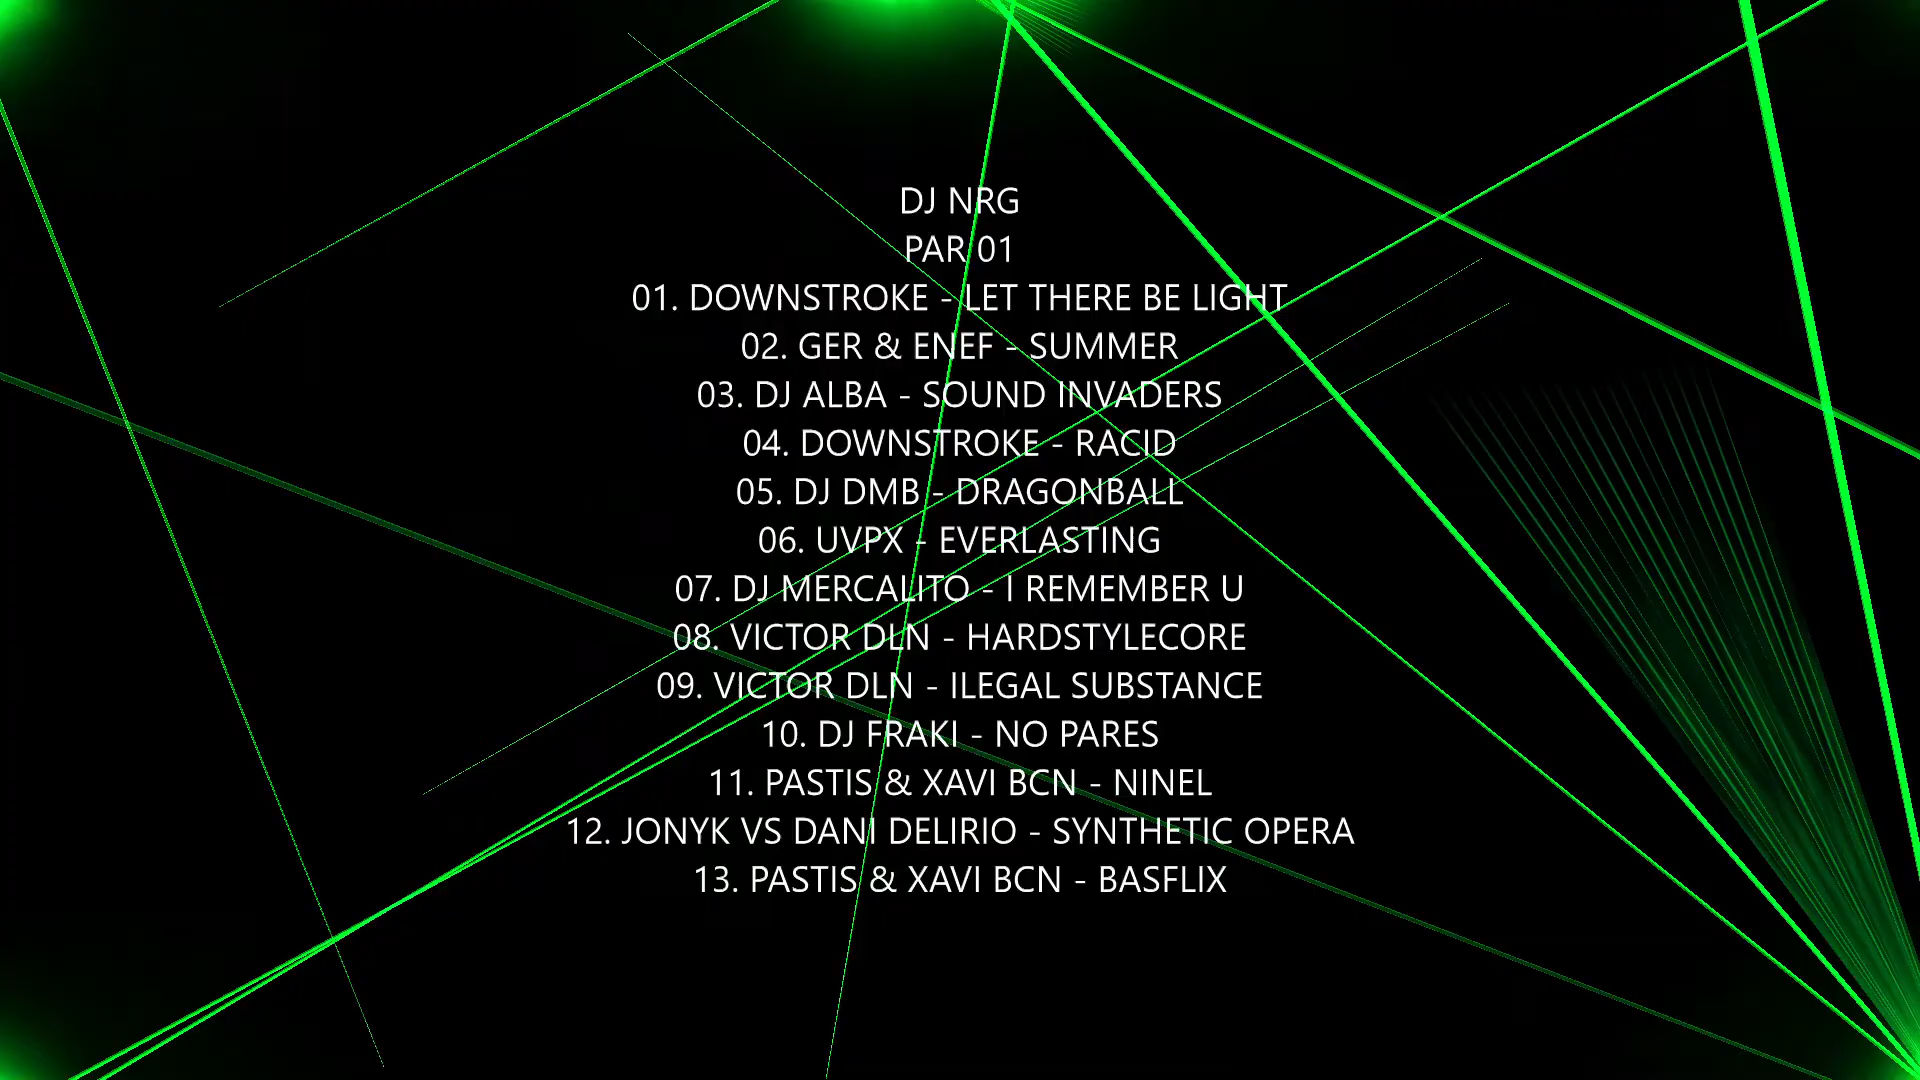 DJ NRG
PAR 01
01. DOWNSTROKE - LET THERE BE LIGHT
02. GER & ENEF - SUMMER
03. DJ ALBA - SOUND INVADERS
04. DOWNSTROKE - RACID
05. DJ DMB - DRAGONBALL
06. UVPX - EVERLASTING
07. DJ MERCALITO - I REMEMBER U
08. VICTOR DLN - HARDSTYLECORE
09. VICTOR DLN - ILEGAL SUBSTANCE
10. DJ FRAKI - NO PARES
11. PASTIS & XAVI BCN - NINEL
12. JONYK VS DANI DELIRIO - SYNTHETIC OPERA
13. PASTIS & XAVI BCN - BASFLIX